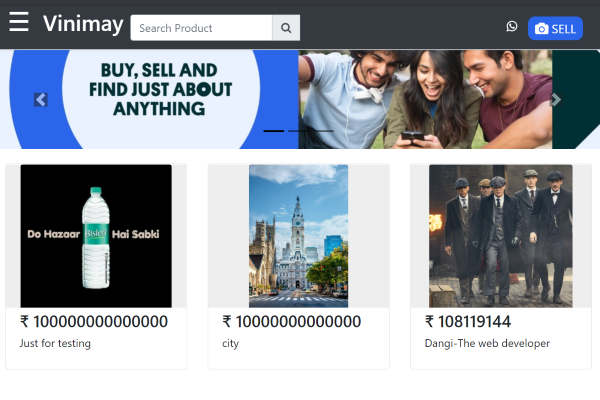 Vinimay
Search Product
SELL
BUY, SELL AND
FIND JUST ABOUT
ANYTHING
Do Hazaar Bisleri Hai Sabki
₹ 100000000000000
Just for testing
₹ 10000000000000
city
₹ 108119144
Dangi-The web developer